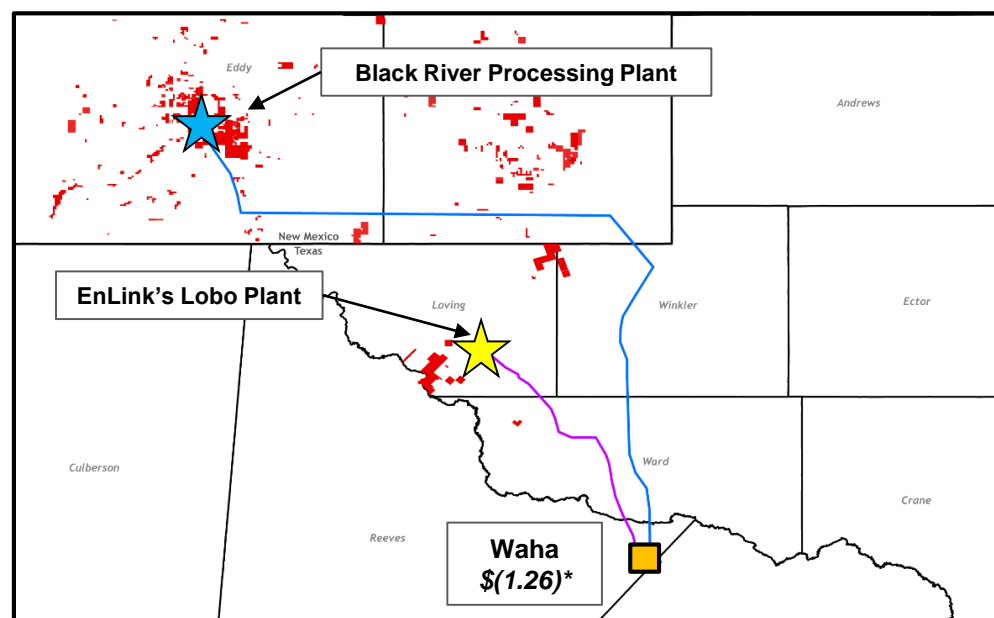 Eddy
Black River Processing Plant
Andrews
New Mexico
Texas
EnLink's Lobo Plant
Loving
Winkler
Ector
Culberson
Ward
Crane
Reeves
Waha
$(1.26)*